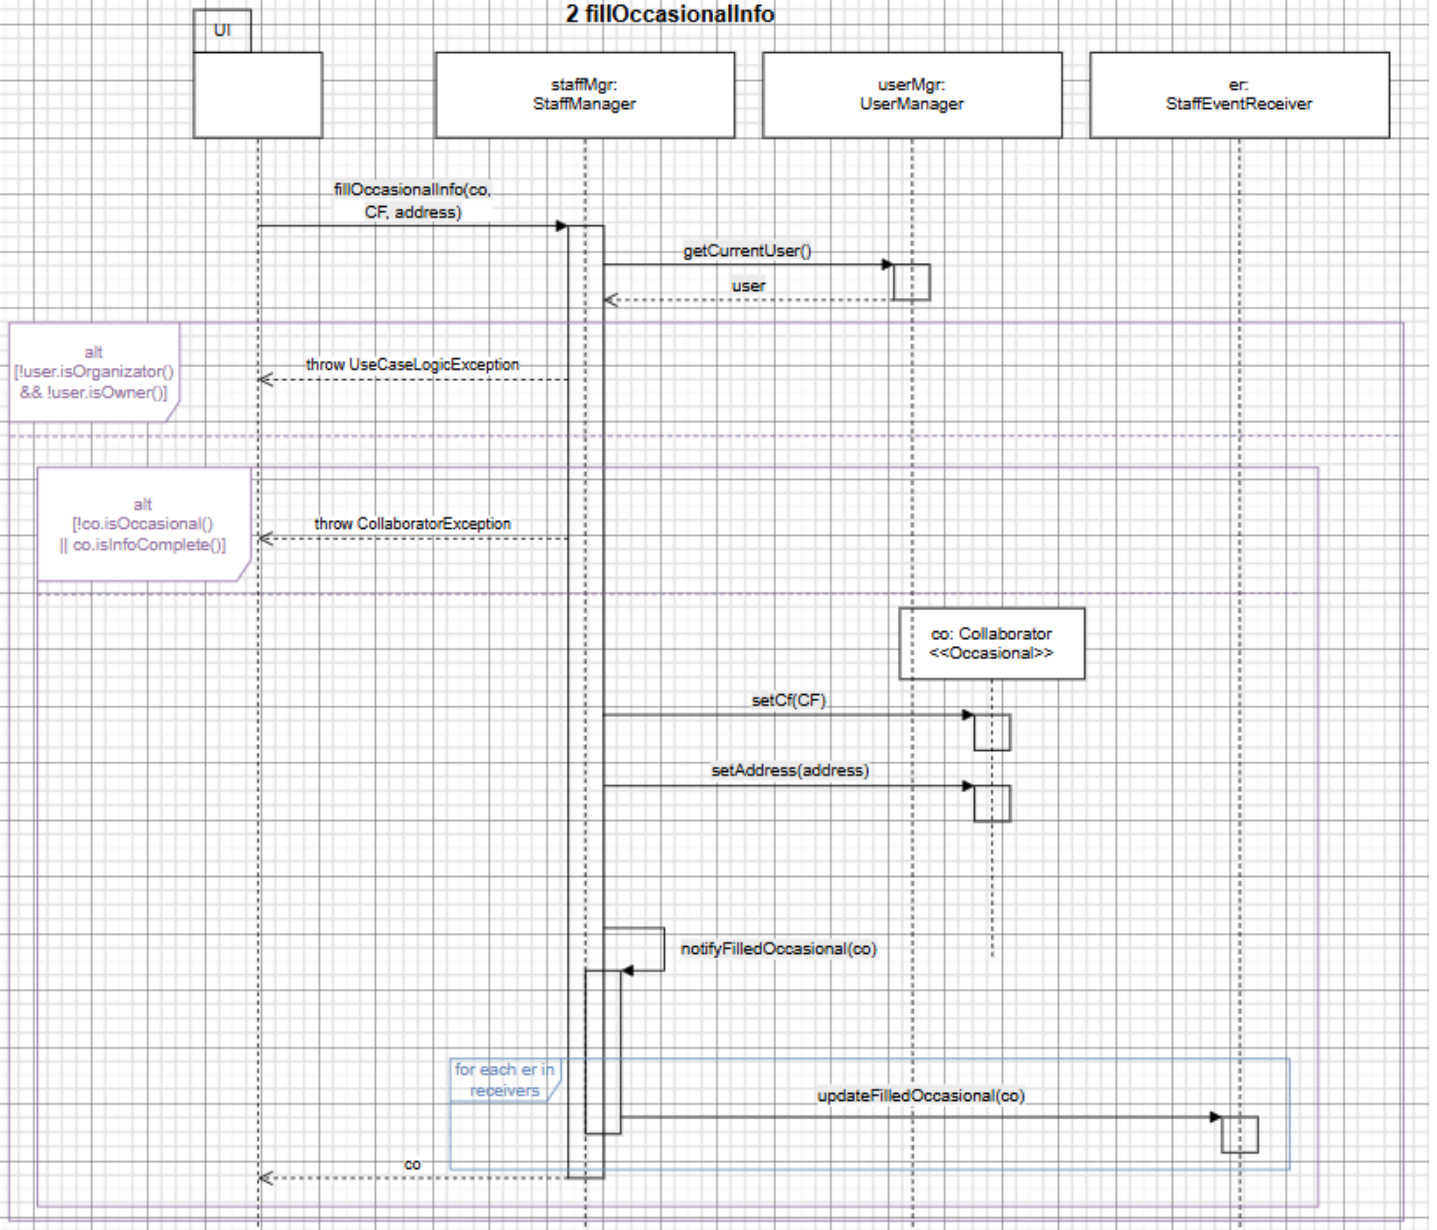 2 fillOccasionalInfo
UI
staffMgr:
StaffManager
userMgr:
UserManager
er:
StaffEventReceiver
fillOccasionalInfo(co,
CF, address)
getCurrentUser()
user
alt
[!user.isOrganizator()
&& !user.isOwner()]
throw UseCaseLogicException
alt
[!co.isOccasional()
|| co.isInfoComplete()]
throw CollaboratorException
co: Collaborator
<<Occasional>>
setCf(CF)
setAddress(address)
notifyFilledOccasional(co)
for each er in
receivers
updateFilledOccasional(co)
co